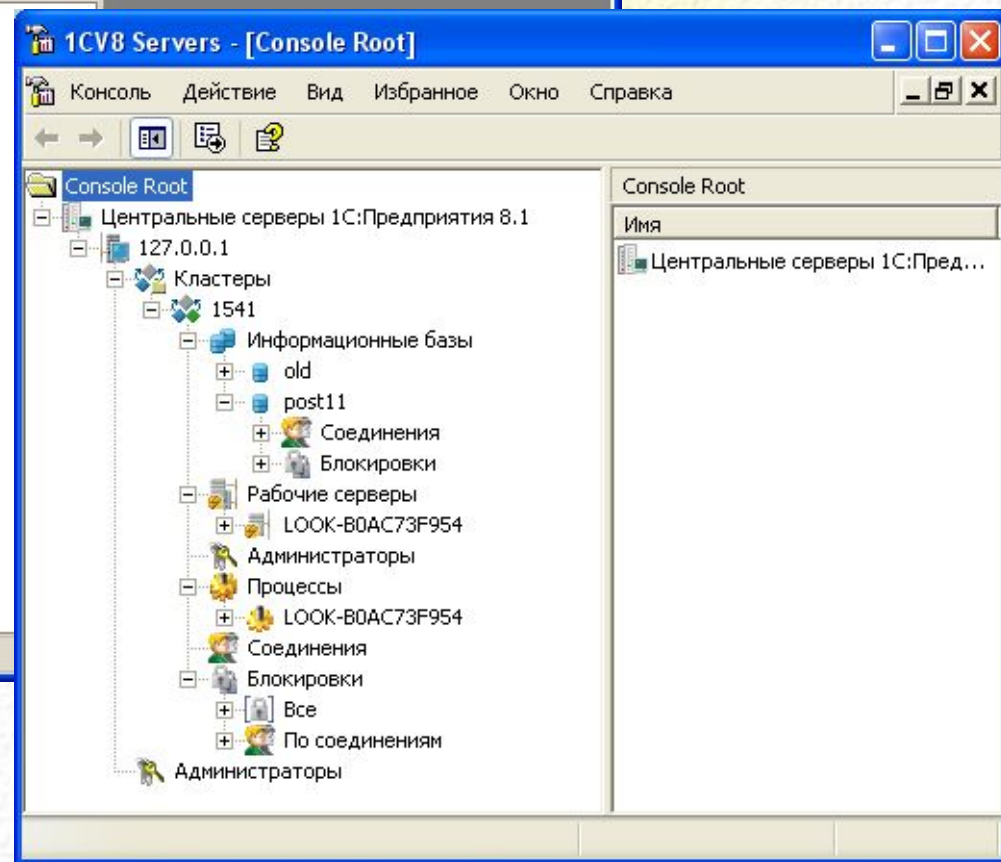 1CV8 Servers - [Console Root]
Консоль Действие Вид Избранное Окно Справка
Console Root
Центральные серверы 1С:Предприятия 8.1
127.0.0.1
Кластеры
1541
Информационные базы
old
post11
Соединения
Блокировки
Рабочие серверы
LOOK-B0AC73F954
Администраторы
Процессы
LOOK-B0AC73F954
Соединения
Блокировки
Все
По соединениям
Администраторы
Console Root
Имя
Центральные серверы 1С:Пред...